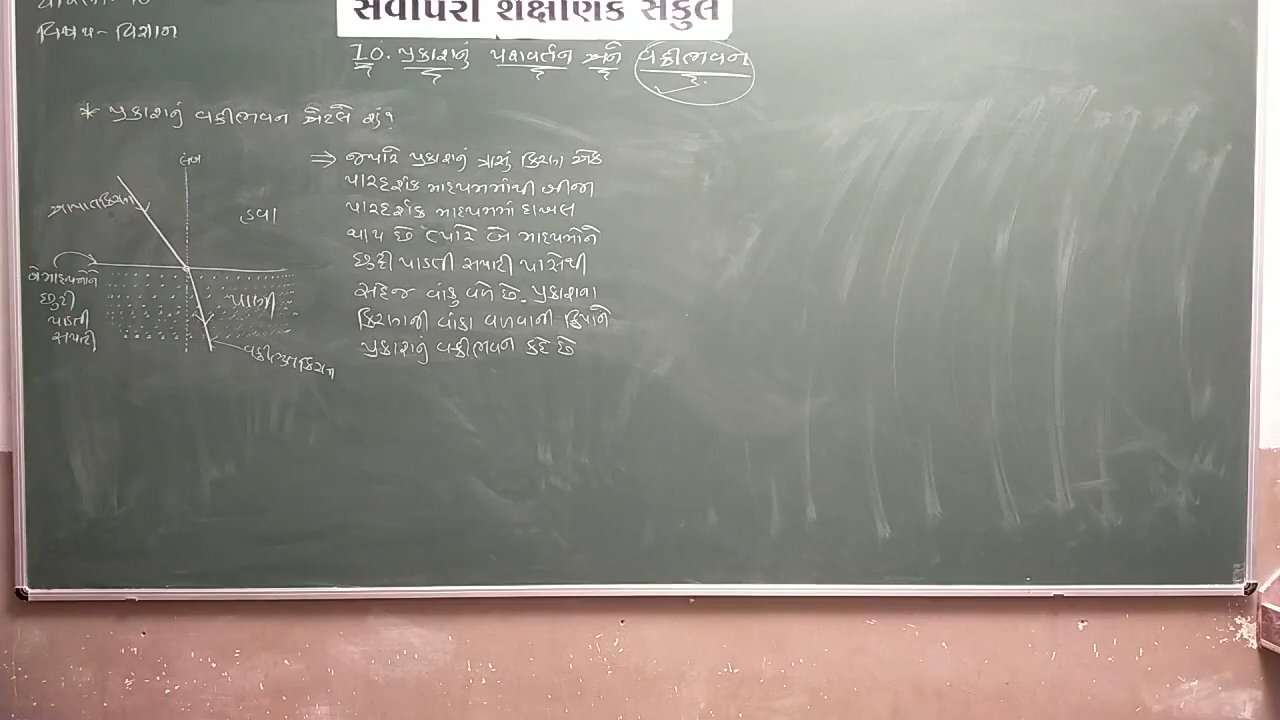 સર્વોપરી શૈક્ષણિક સંકુલ
વિષય - વિજ્ઞાન
10. પ્રકાશનું પરાવર્તન અને વક્રીભવન
* પ્રકાશનું વક્રીભવન એટલે શું?
લંબ
આપાતકિરણ
હવા
બે માધ્યમોને
છુટી
પાડતી
સપાટી
પાણી
વક્રીભૂતકિરણ
⇒ જ્યારે પ્રકાશનું ત્રાસું કિરણ એક
પારદર્શક માધ્યમમાંથી બીજા
પારદર્શક માધ્યમમાં દાખલ
થાય છે ત્યારે બે માધ્યમોને
છુટી પાડતી સપાટી પાસેથી
સહેજ વાંકુ વળે છે. પ્રકાશના
કિરણની વાંકા વળવાની ક્રિયાને
પ્રકાશનું વક્રીભવન કહે છે